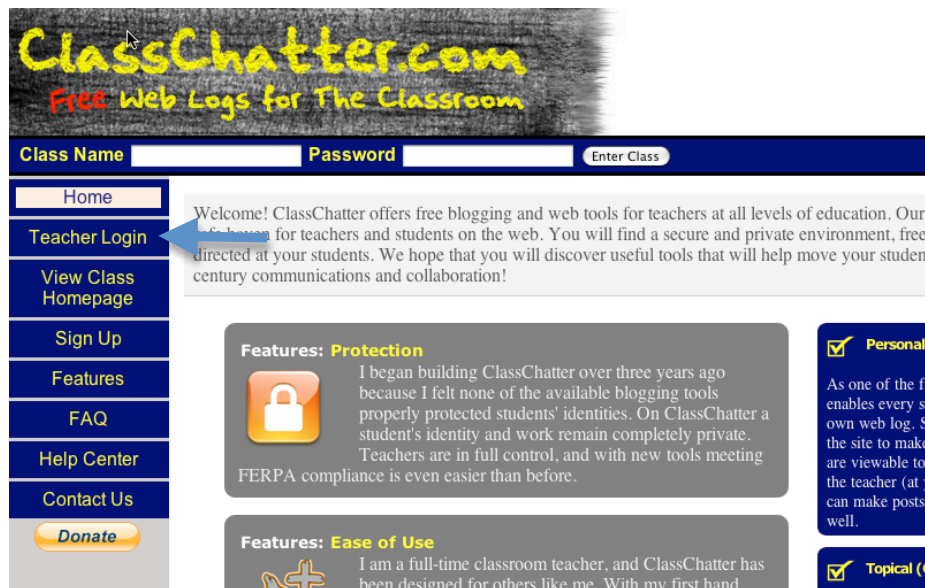 ClassChatter.com
Free Web Logs for The Classroom
Class Name
Password
Enter Class
Home
Teacher Login
View Class
Homepage
Sign Up
Features
FAQ
Help Center
Contact Us
Donate
Welcome! ClassChatter offers free blogging and web tools for teachers at all levels of education. Our
for teachers and students on the web. You will find a secure and private environment, free
directed at your students. We hope that you will discover useful tools that will help move your studen
century communications and collaboration!
Features: Protection
I began building ClassChatter over three years ago
because I felt none of the available blogging tools
properly protected students' identities. On ClassChatter a
student's identity and work remain completely private.
Teachers are in full control, and with new tools meeting
FERPA compliance is even easier than before.
Features: Ease of Use
I am a full-time classroom teacher, and ClassChatter has
been designed for others like me. With my first hand
Personal
As one of the f
enables every s
own web log. S
the site to make
are viewable to
the teacher (at
can make posts
well.
Topical (